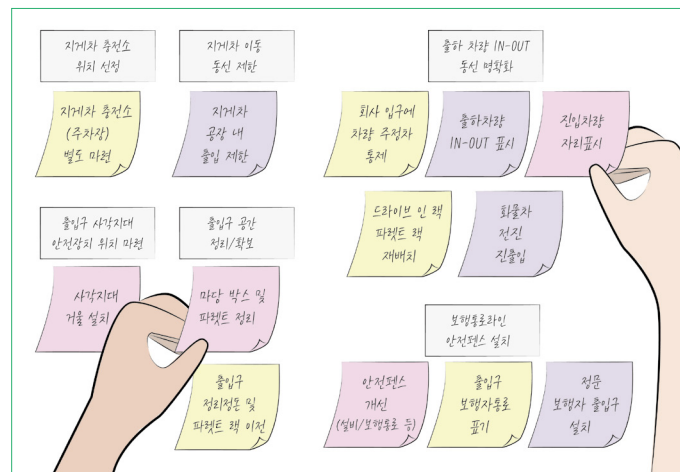 지게차 충전소
위치 선정
지게차 충전소
(주차장)
별도 마련
지게차 이동
동선 제한
지게차
공장 내
출입 제한
출하 차량 IN-OUT
동선 명확화
회사 입구에
차량 주정차
통제
출하차량
IN-OUT 표시
진입차량
자리표시
드라이브 인 랙
파렛트 랙
재배치
화물차
전진
진출입
출입구 사각지대
안전장치 위치 마련
사각지대
거울 설치
출입구 공간
정리/확보
마당 박스 및
파렛트 정리
출입구
정리정돈 및
파렛트 랙 이전
보행통로라인
안전펜스 설치
안전펜스
개선
(설비/보행통로 등)
출입구
보행자통로
표기
정문
보행자 출입구
설치